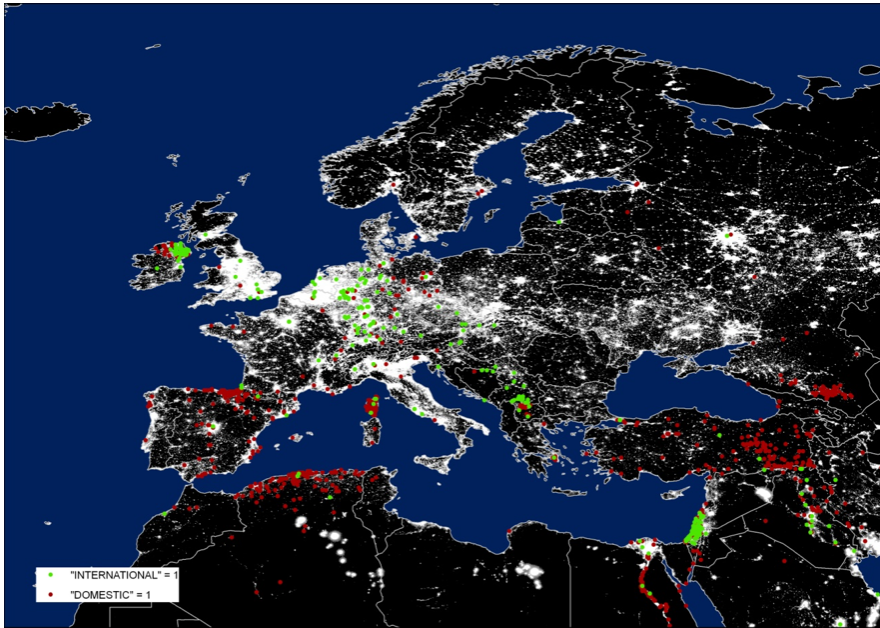 "INTERNATIONAL" = 1
"DOMESTIC" = 1